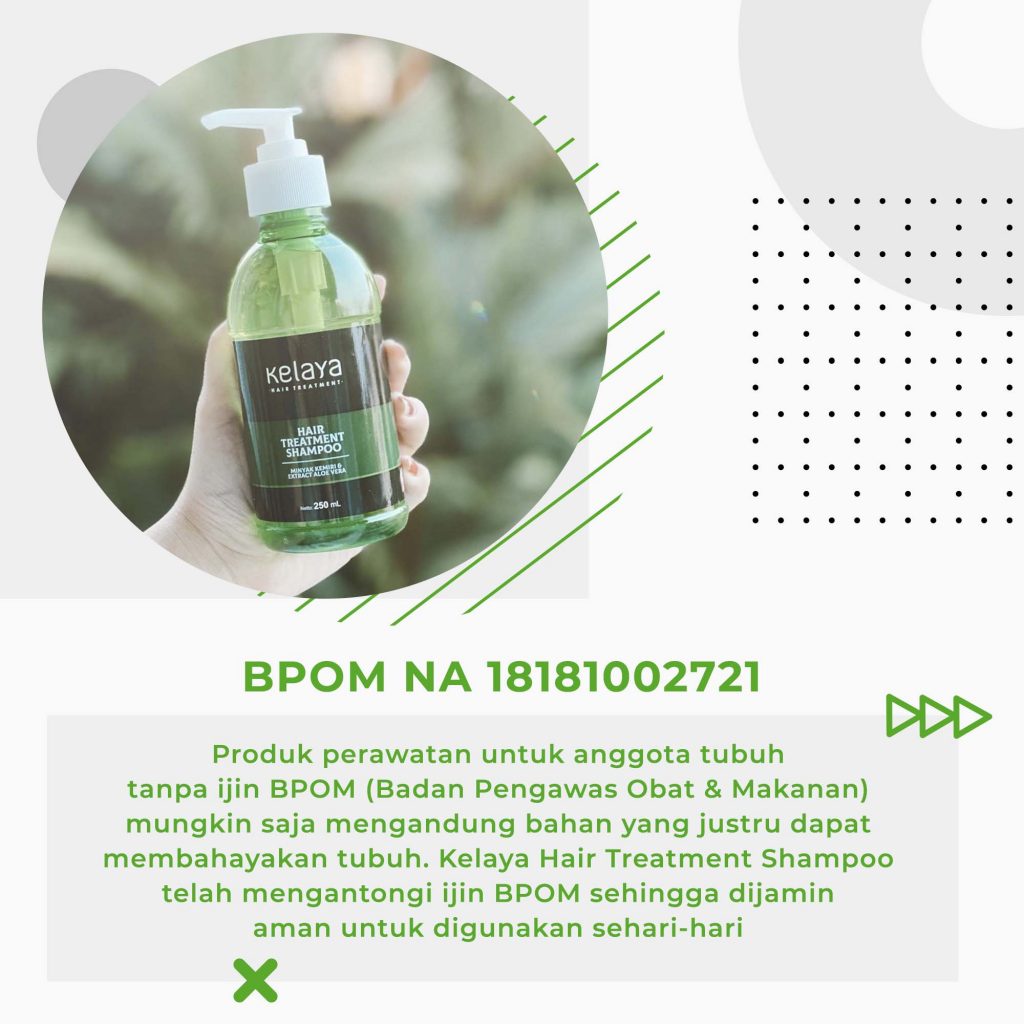 Kelaya
·HAIR TREATMENT·
HAIR
TREATMENT
SHAMPOO
MINYAK KEMIRI &
EXTRACT ALOE VERA
Netto: 250 mL
BPOM NA 18181002721
Produk perawatan untuk anggota tubuh
tanpa ijin BPOM (Badan Pengawas Obat & Makanan)
mungkin saja mengandung bahan yang justru dapat
membahayakan tubuh. Kelaya Hair Treatment Shampoo
telah mengantongi ijin BPOM sehingga dijamin
aman untuk digunakan sehari-hari